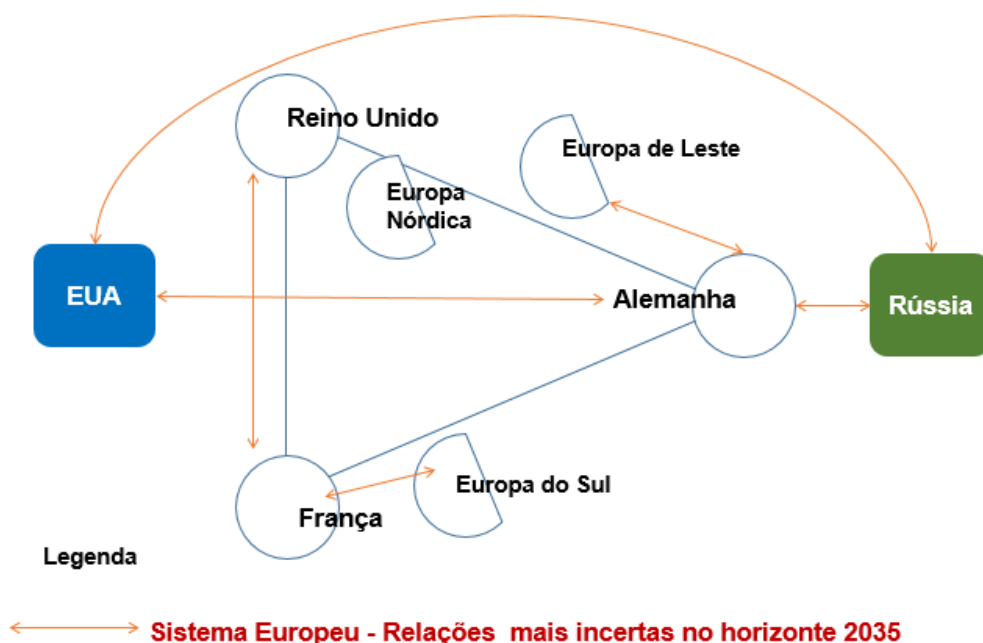 Reino Unido
Europa de Leste
Europa
Nórdica
EUA
Alemanha
Rússia
Europa do Sul
França
Legenda
Sistema Europeu - Relações mais incertas no horizonte 2035